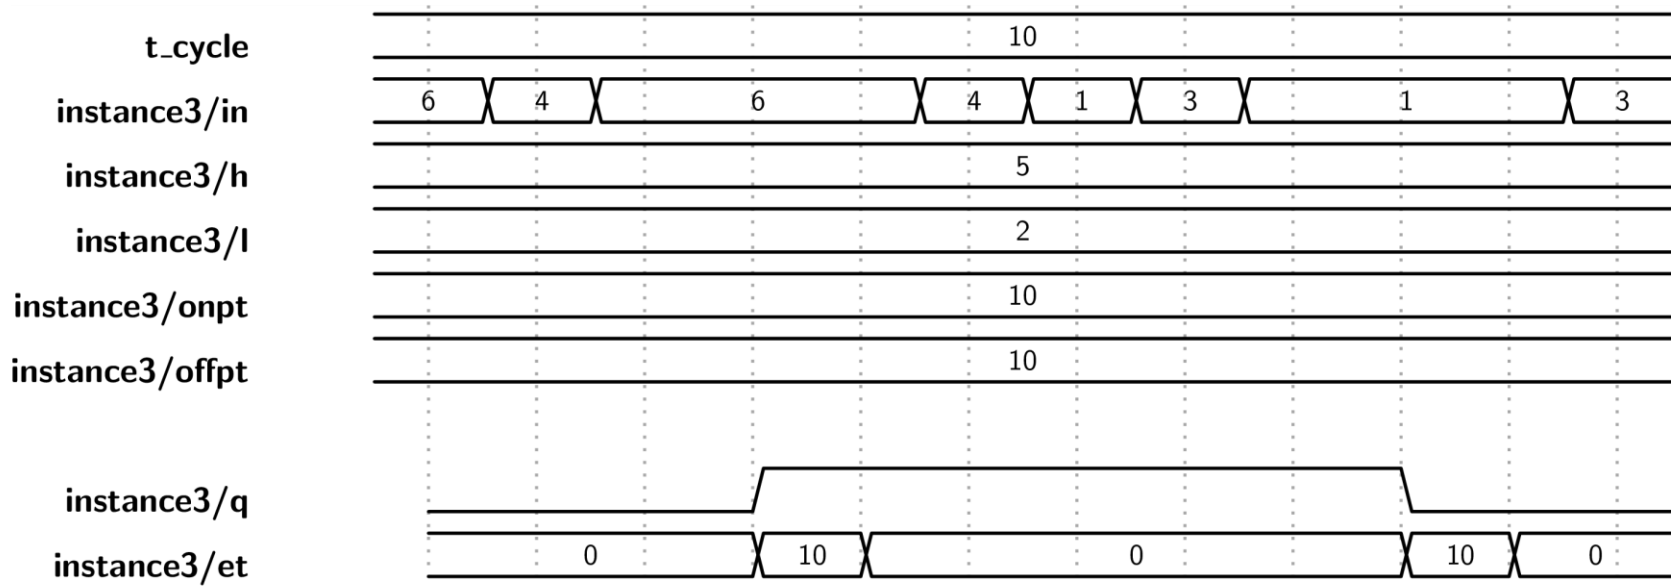 t_cycle 10
instance3/in 6 4 6 4 1 3 1 3
instance3/h 5
instance3/l 2
instance3/onpt 10
instance3/offpt 10
instance3/q
instance3/et 0 10 0 10 0